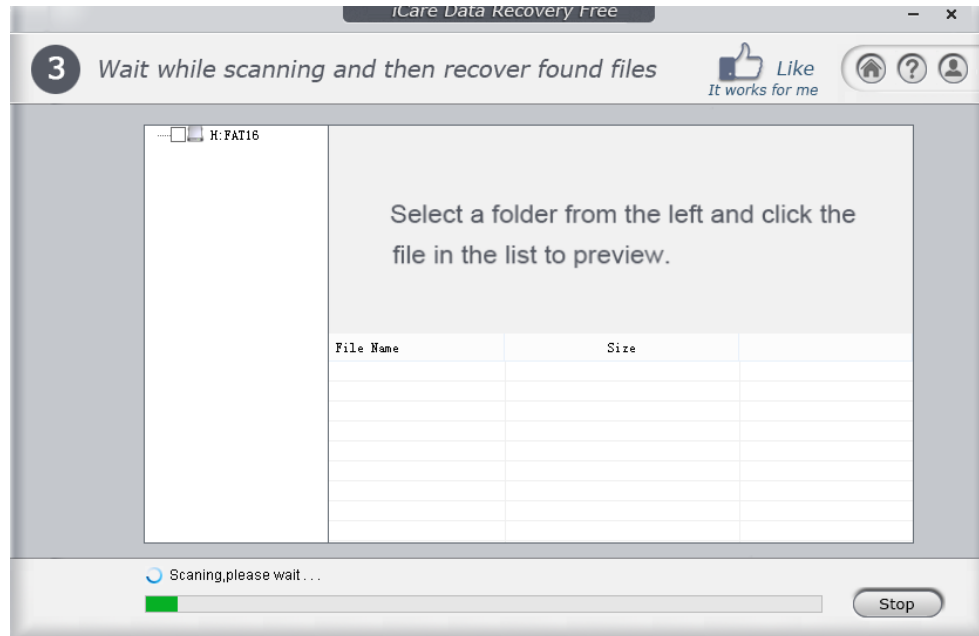 iCare Data Recovery Free
3 Wait while scanning and then recover found files
Like
It works for me
?
H:FAT16
Select a folder from the left and click the
file in the list to preview.
File Name Size
Scaning,please wait . . .
Stop